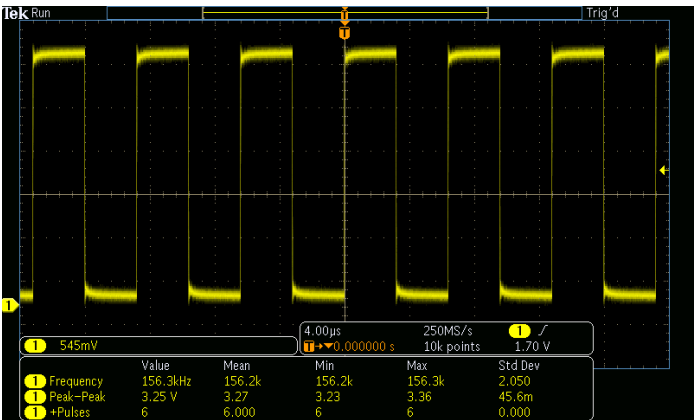 Tek Run Trig'd
T
T
1
4.00µs 250MS/s 1 ∫
1 545mV T→▼0.000000 s 10k points 1.70 V
Value Mean Min Max Std Dev
1 Frequency 156.3kHz 156.2k 156.2k 156.3k 2.050
1 Peak-Peak 3.25 V 3.27 3.23 3.36 45.6m
1 +Pulses 6 6.000 6 6 0.000